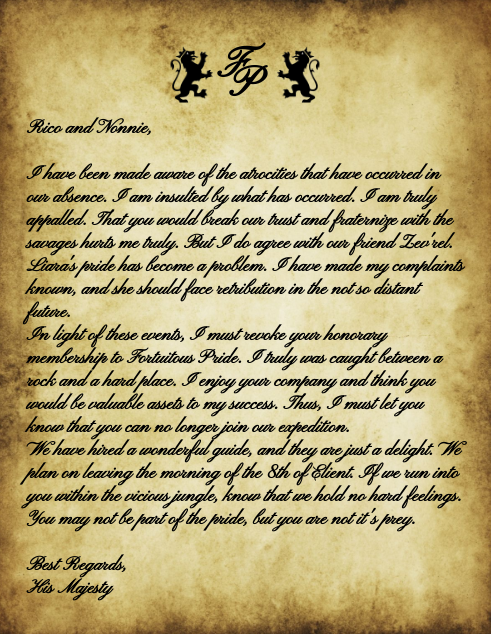 FP
Rico and Nonnie,
I have been made aware of the atrocities that have occurred in
our absence. I am insulted by what has occurred. I am truly
appalled. That you would break our trust and fraternize with the
savages hurts me truly. But I do agree with our friend Zev'rel.
Liara's pride has become a problem. I have made my complaints
known, and she should face retribution in the not so distant
future.
In light of these events, I must revoke your honorary
membership to Fortuitous Pride. I truly was caught between a
rock and a hard place. I enjoy your company and think you
would be valuable assets to my success. Thus, I must let you
know that you can no longer join our expedition.
We have hired a wonderful guide, and they are just a delight. We
plan on leaving the morning of the 8th of Elient. If we run into
you within the vicious jungle, know that we hold no hard feelings.
You may not be part of the pride, but you are not it's prey.
Best Regards,
His Majesty